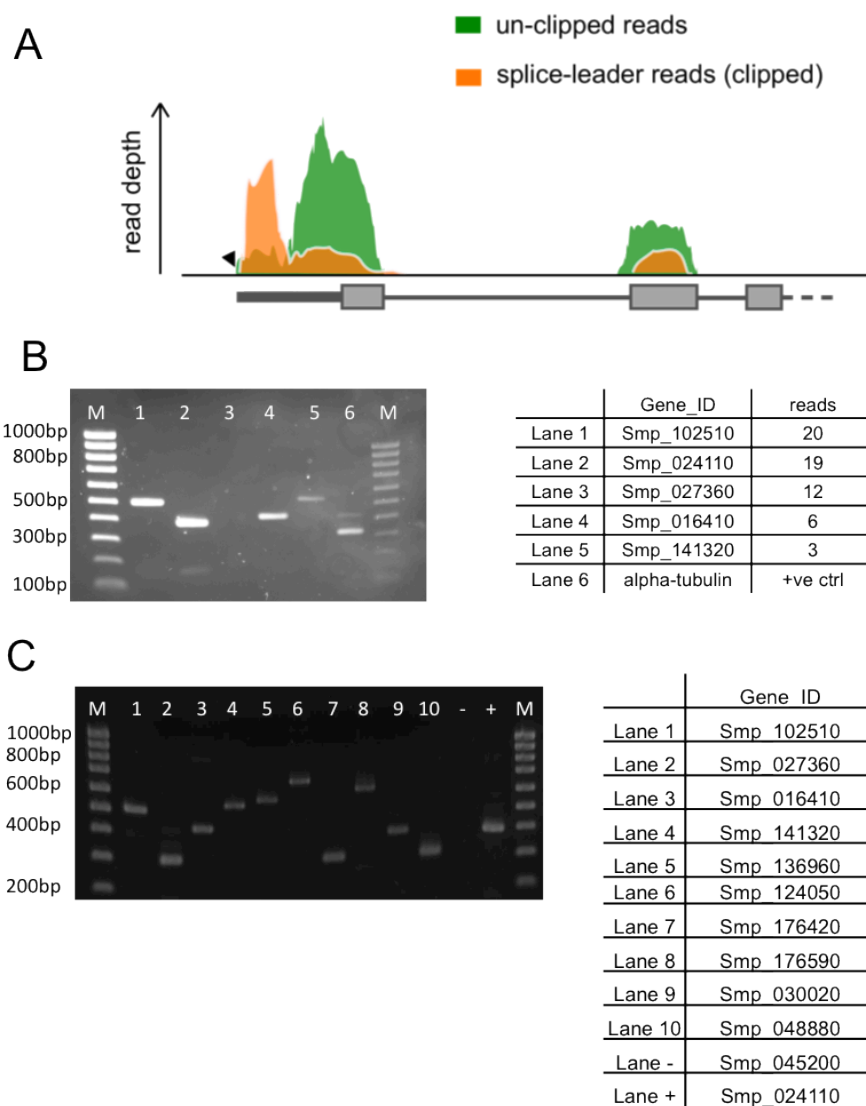 A
un-clipped reads
splice-leader reads (clipped)
read depth
B
M 1 2 3 4 5 6 M
1000bp
800bp
500bp
300bp
100bp
Gene_ID reads
Lane 1 Smp_102510 20
Lane 2 Smp_024110 19
Lane 3 Smp_027360 12
Lane 4 Smp_016410 6
Lane 5 Smp_141320 3
Lane 6 alpha-tubulin +ve ctrl
C
M 1 2 3 4 5 6 7 8 9 10 - + M
1000bp
800bp
600bp
400bp
200bp
Gene_ID
Lane 1 Smp_102510
Lane 2 Smp_027360
Lane 3 Smp_016410
Lane 4 Smp_141320
Lane 5 Smp_136960
Lane 6 Smp_124050
Lane 7 Smp_176420
Lane 8 Smp_176590
Lane 9 Smp_030020
Lane 10 Smp_048880
Lane - Smp_045200
Lane + Smp_024110